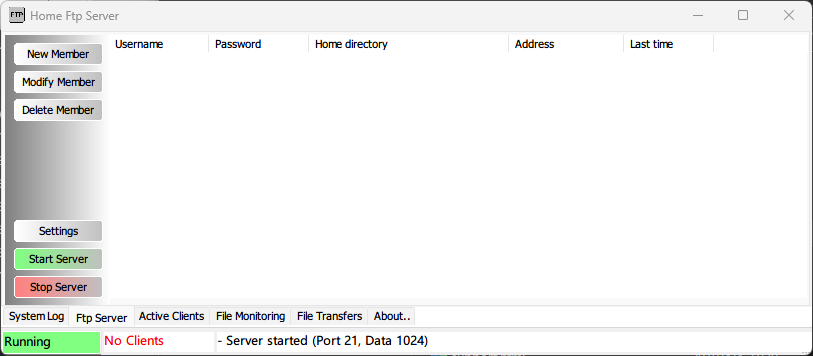 FTP Home Ftp Server
Username Password Home directory Address Last time
New Member
Modify Member
Delete Member
Settings
Start Server
Stop Server
System Log Ftp Server Active Clients File Monitoring File Transfers About..
Running No Clients - Server started (Port 21, Data 1024)